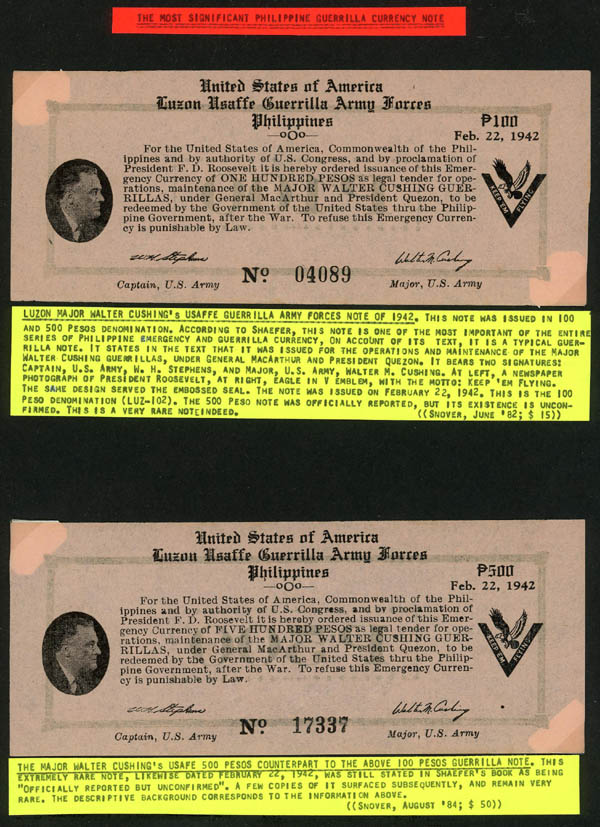 THE MOST SIGNIFICANT PHILIPPINE GUERRILLA CURRENCY NOTE
United States of America
Luzon Usaffe Guerrilla Army Forces
Philippines
—oOo—
₱100
Feb. 22, 1942
For the United States of America, Commonwealth of the Phil-
ippines and by authority of U.S. Congress, and by proclamation of
President F. D. Roosevelt it is hereby ordered issuance of this Emer-
gency Currency of ONE HUNDRED PESOS as legal tender for ope-
rations, maintenance of the MAJOR WALTER CUSHING GUER-
RILLAS, under General MacArthur and President Quezon, to be
redeemed by the Government of the United States thru the Philip-
pine Government, after the War. To refuse this Emergency Curren-
cy is punishable by Law.
KEEP'EM FLYING
W. H. Stephens
Walter M. Cushing
Captain, U.S. Army
No. 04089
Major, U.S. Army
LUZON MAJOR WALTER CUSHING'S USAFFE GUERRILLA ARMY FORCES NOTE OF 1942. THIS NOTE WAS ISSUED IN 100
AND 500 PESOS DENOMINATION. ACCORDING TO SHAEFER, THIS NOTE IS ONE OF THE MOST IMPORTANT OF THE ENTIRE
SERIES OF PHILIPPINE EMERGENCY AND GUERRILLA CURRENCY, ON ACCOUNT OF ITS TEXT, IT IS A TYPICAL GUER-
RILLA NOTE. IT STATES IN THE TEXT THAT IT WAS ISSUED FOR THE OPERATIONS AND MAINTENANCE OF THE MAJOR
WALTER CUSHING GUERRILLAS, UNDER GENERAL MACARTHUR AND PRESIDENT QUEZON. IT BEARS TWO SIGNATURES:
CAPTAIN, U.S. ARMY, W. H. STEPHENS, AND MAJOR, U.S. ARMY, WALTER M. CUSHING. AT LEFT, A NEWSPAPER
PHOTOGRAPH OF PRESIDENT ROOSEVELT, AT RIGHT, EAGLE IN V EMBLEM, WITH THE MOTTO: KEEP 'EM FLYING.
THE SAME DESIGN SERVED THE EMBOSSED SEAL. THE NOTE WAS ISSUED ON FEBRUARY 22, 1942. THIS IS THE 100
PESO DENOMINATION (LUZ-102). THE 500 PESO NOTE WAS OFFICIALLY REPORTED, BUT ITS EXISTENCE IS UNCON-
FIRMED. THIS IS A VERY RARE NOTEINDEED. ((SNOVER, JUNE '82; $ 15))
United States of America
Luzon Usaffe Guerrilla Army Forces
Philippines
—oOo—
₱500
Feb. 22, 1942
For the United States of America, Commonwealth of the Phil-
ippines and by authority of U.S. Congress, and by proclamation of
President F. D. Roosevelt it is hereby ordered issuance of this Emer-
gency Currency of FIVE HUNDRED PESOS as legal tender for ope-
rations, maintenance of the MAJOR WALTER CUSHING GUER-
RILLAS, under General MacArthur and President Quezon, to be
redeemed by the Government of the United States thru the Philip-
pine Government, after the War. To refuse this Emergency Curren-
cy is punishable by Law.
KEEP'EM FLYING
W. H. Stephens
Walter M. Cushing
Captain, U.S. Army
No. 17337
Major, U.S. Army
THE MAJOR WALTER CUSHING'S USAFE 500 PESOS COUNTERPART TO THE ABOVE 100 PESOS GUERRILLA NOTE. THIS
EXTREMELY RARE NOTE, LIKEWISE DATED FEBRUARY 22, 1942, WAS STILL STATED IN SHAEFER'S BOOK AS BEING
"OFFICIALLY REPORTED BUT UNCONFIRMED". A FEW COPIES OF IT SURFACED SUBSEQUENTLY, AND REMAIN VERY
RARE. THE DESCRIPTIVE BACKGROUND CORRESPONDS TO THE INFORMATION ABOVE.
((SNOVER, AUGUST '84; $ 50))